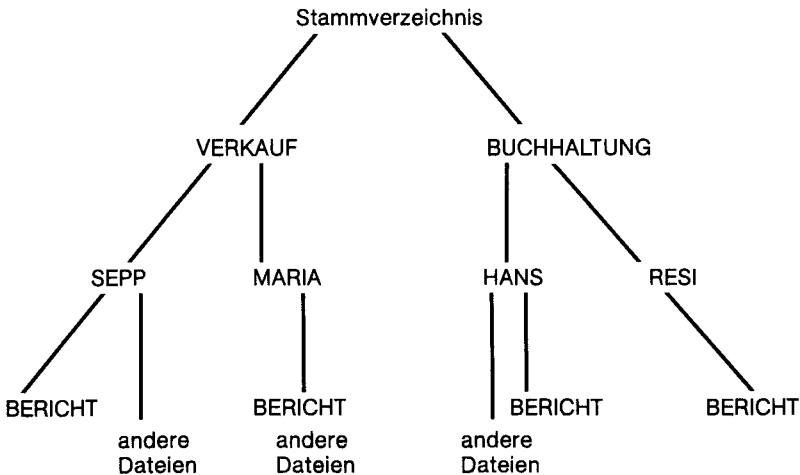 Stammverzeichnis
VERKAUF BUCHHALTUNG
SEPP MARIA HANS RESI
BERICHT BERICHT BERICHT BERICHT
andere andere andere
Dateien Dateien Dateien